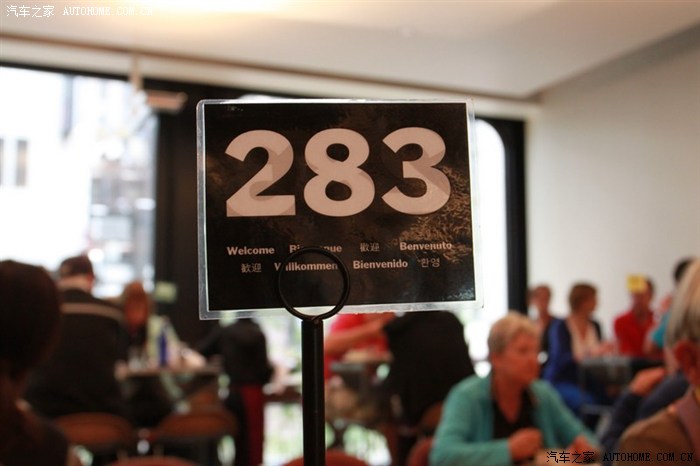 汽车之家 AUTOHOME.COM.CN
283
Welcome Bienvenue 歡迎 Benvenuto
歡迎 Willkommen Bienvenido 환영
汽车之家 AUTOHOME.COM.CN